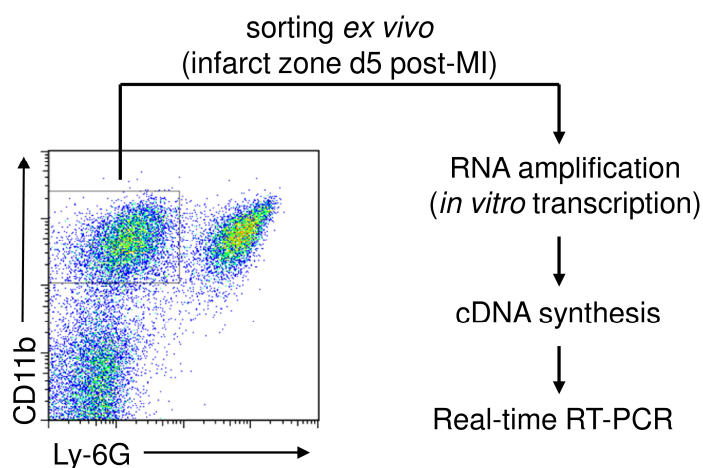 sorting ex vivo
(infarct zone d5 post-MI)
RNA amplification
(in vitro transcription)
cDNA synthesis
Real-time RT-PCR
CD11b
Ly-6G